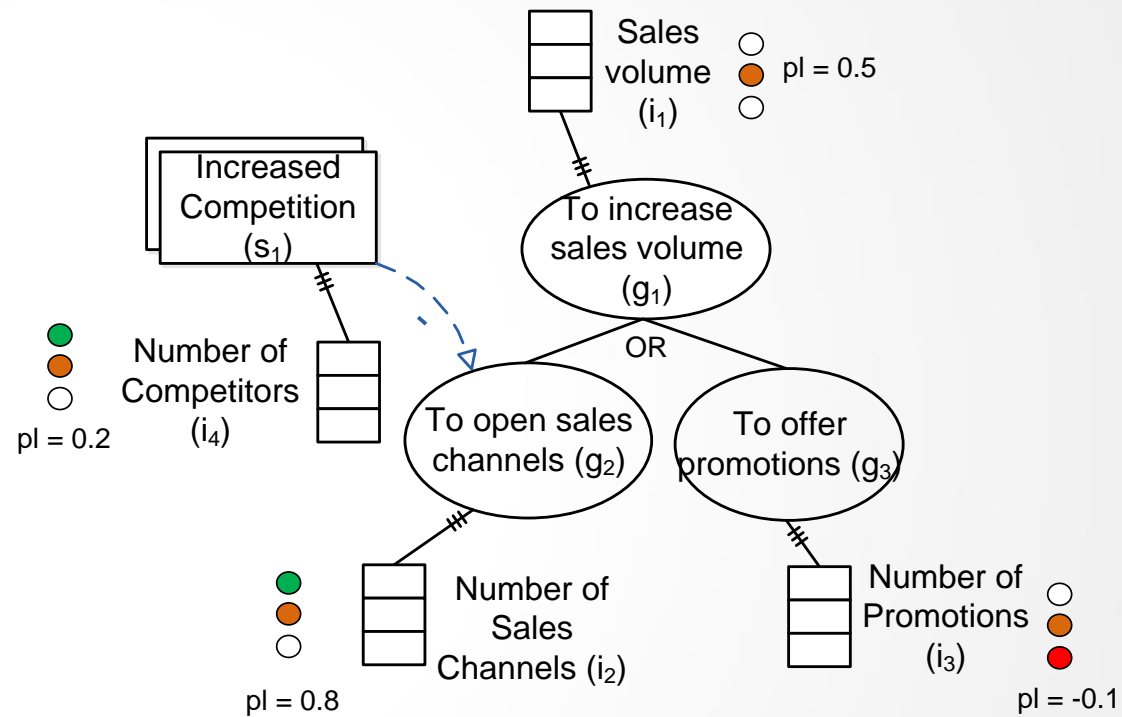 Sales
volume
(i₁)
pl = 0.5
Increased
Competition
(s₁)
To increase
sales volume
(g₁)
OR
Number of
Competitors
(i₄)
pl = 0.2
To open sales
channels (g₂)
To offer
promotions (g₃)
Number of
Sales
Channels (i₂)
pl = 0.8
Number of
Promotions
(i₃)
pl = -0.1